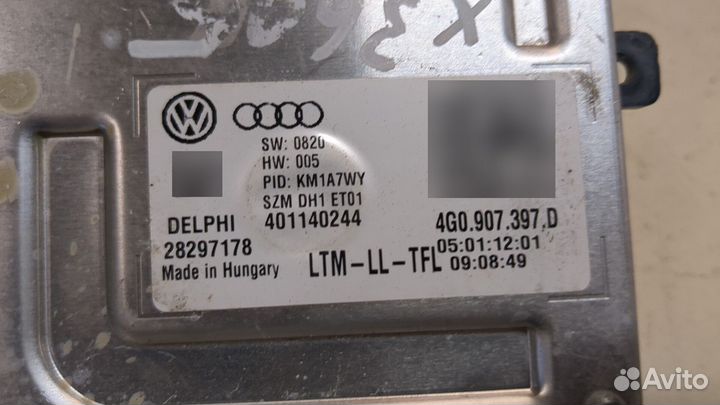 SW: 0820
HW: 005
PID: KM1A7WY
SZM DH1 ET01
DELPHI 401140244
28297178
Made in Hungary
LTM-LL-TFL
4G0.907.397.D
05:01:12:01
09:08:49
Avito